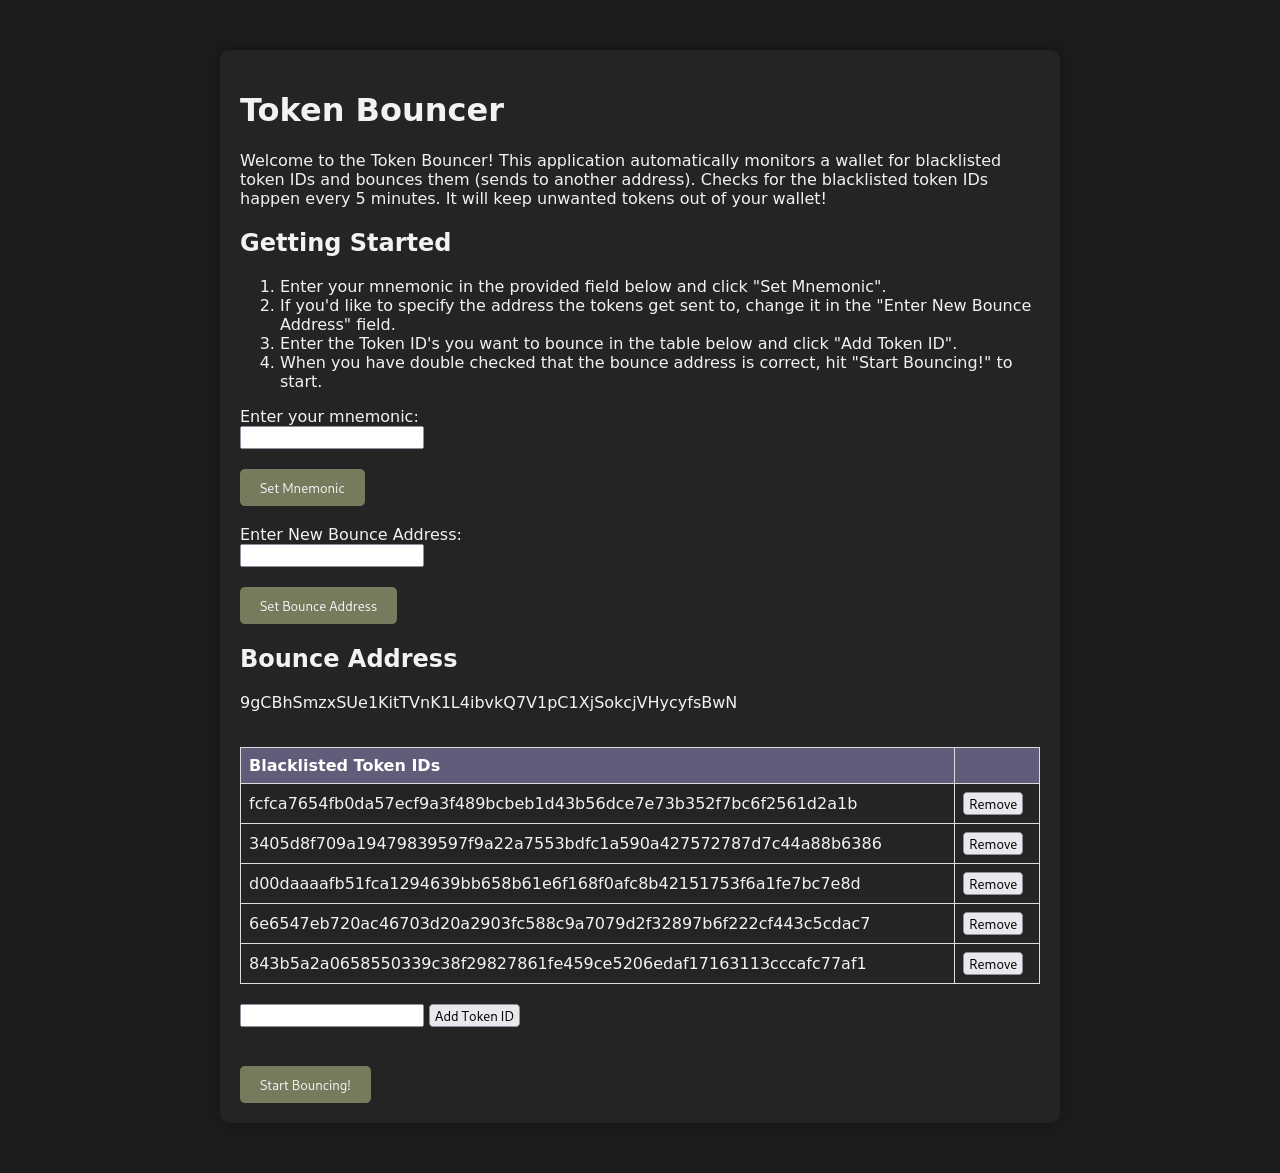 Token Bouncer
Welcome to the Token Bouncer! This application automatically monitors a wallet for blacklisted
token IDs and bounces them (sends to another address). Checks for the blacklisted token IDs
happen every 5 minutes. It will keep unwanted tokens out of your wallet!
Getting Started
1. Enter your mnemonic in the provided field below and click "Set Mnemonic".
2. If you'd like to specify the address the tokens get sent to, change it in the "Enter New Bounce
Address" field.
3. Enter the Token ID's you want to bounce in the table below and click "Add Token ID".
4. When you have double checked that the bounce address is correct, hit "Start Bouncing!" to
start.
Enter your mnemonic:
Set Mnemonic
Enter New Bounce Address:
Set Bounce Address
Bounce Address
9gCBhSmzxSUe1KitTVnK1L4ibvkQ7V1pC1XjSokcjVHycyfsBwN
Blacklisted Token IDs
fcfca7654fb0da57ecf9a3f489bcbeb1d43b56dce7e73b352f7bc6f2561d2a1b Remove
3405d8f709a19479839597f9a22a7553bdfc1a590a427572787d7c44a88b6386 Remove
d00daaaafb51fca1294639bb658b61e6f168f0afc8b42151753f6a1fe7bc7e8d Remove
6e6547eb720ac46703d20a2903fc588c9a7079d2f32897b6f222cf443c5cdac7 Remove
843b5a2a0658550339c38f29827861fe459ce5206edaf17163113cccafc77af1 Remove
Add Token ID
Start Bouncing!